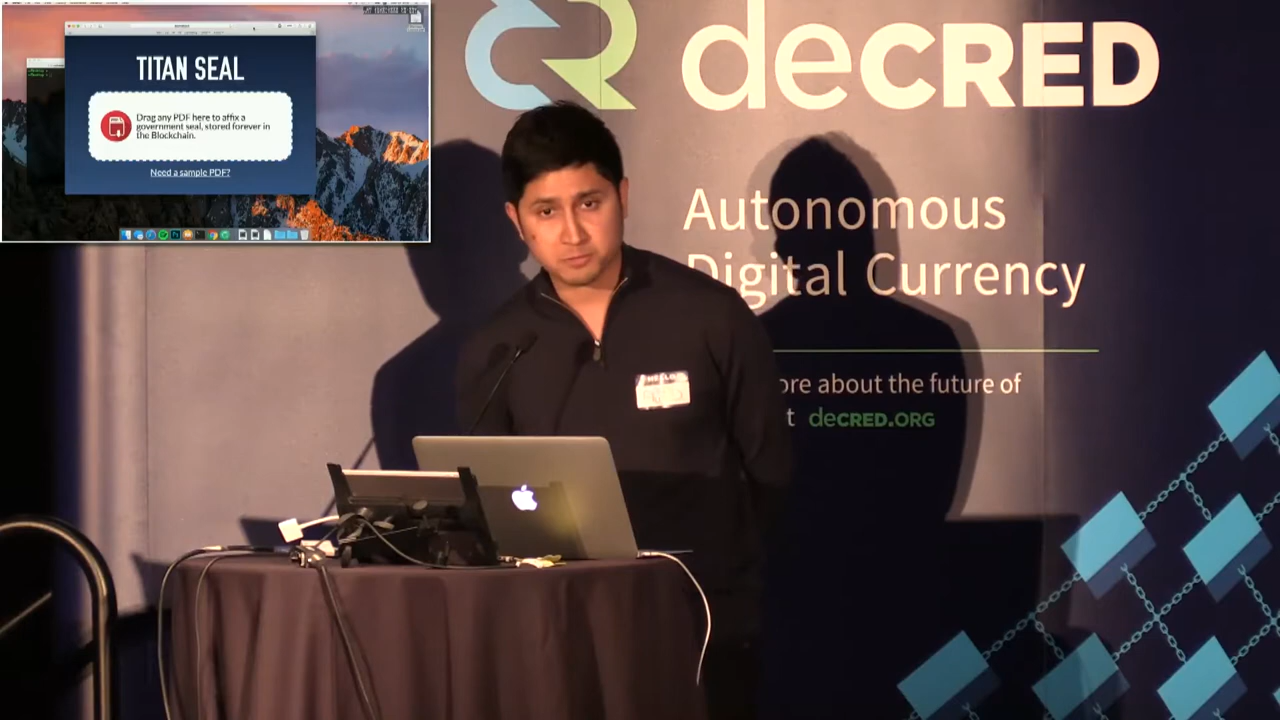 TITAN SEAL
Drag any PDF here to affix a
government seal, stored forever in
the Blockchain.
Need a sample PDF?
deCRED
Autonomous
Digital Currency
ore about the future of
t deCRED.ORG